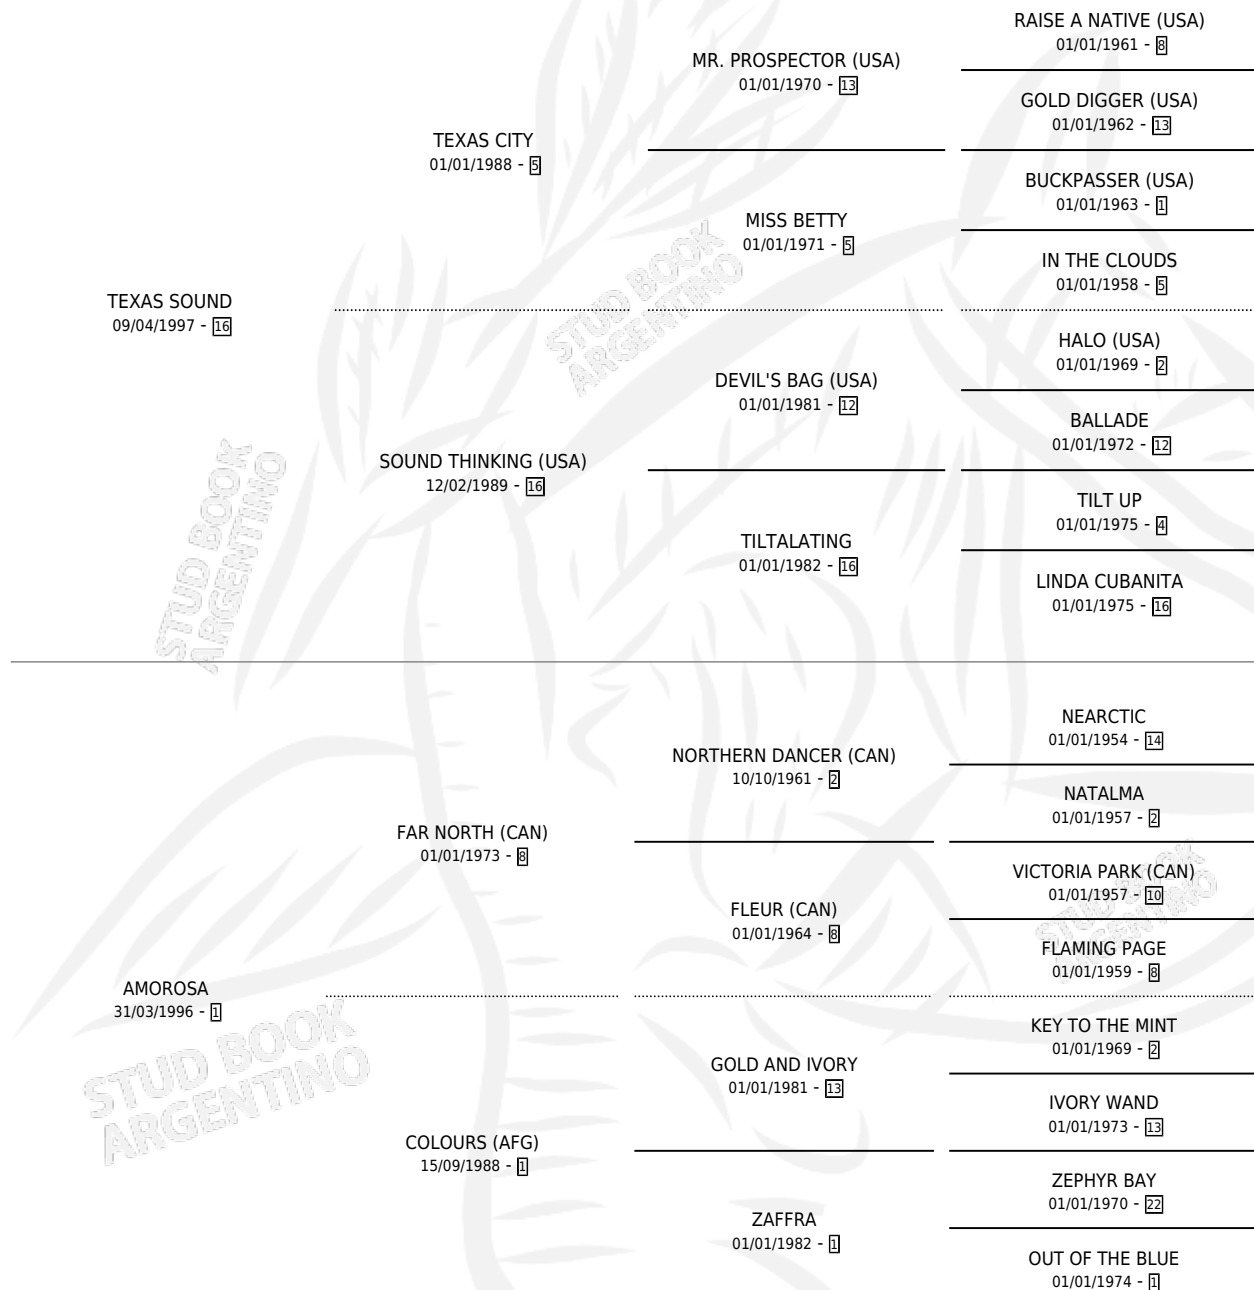 RAISE A NATIVE (USA)
01/01/1961 - 8
MR. PROSPECTOR (USA)
01/01/1970 - 13
GOLD DIGGER (USA)
01/01/1962 - 13
TEXAS CITY
01/01/1988 - 5
BUCKPASSER (USA)
01/01/1963 - 1
MISS BETTY
01/01/1971 - 5
IN THE CLOUDS
01/01/1958 - 5
TEXAS SOUND
09/04/1997 - 16
HALO (USA)
01/01/1969 - 2
DEVIL'S BAG (USA)
01/01/1981 - 12
BALLADE
01/01/1972 - 12
SOUND THINKING (USA)
12/02/1989 - 16
TILT UP
01/01/1975 - 4
TILTALATING
01/01/1982 - 16
LINDA CUBANITA
01/01/1975 - 16
STUD BOOK
ARGENTINO
STUD BOOK
ARGENTINO
NEARCTIC
01/01/1954 - 14
NORTHERN DANCER (CAN)
10/10/1961 - 2
NATALMA
01/01/1957 - 2
FAR NORTH (CAN)
01/01/1973 - 8
VICTORIA PARK (CAN)
01/01/1957 - 10
FLEUR (CAN)
01/01/1964 - 8
FLAMING PAGE
01/01/1959 - 8
STUD BOOK
ARGENTINO
AMOROSA
31/03/1996 - 1
KEY TO THE MINT
01/01/1969 - 2
GOLD AND IVORY
01/01/1981 - 13
IVORY WAND
01/01/1973 - 13
STUD BOOK
ARGENTINO
COLOURS (AFG)
15/09/1988 - 1
ZEPHYR BAY
01/01/1970 - 22
ZAFFRA
01/01/1982 - 1
OUT OF THE BLUE
01/01/1974 - 1